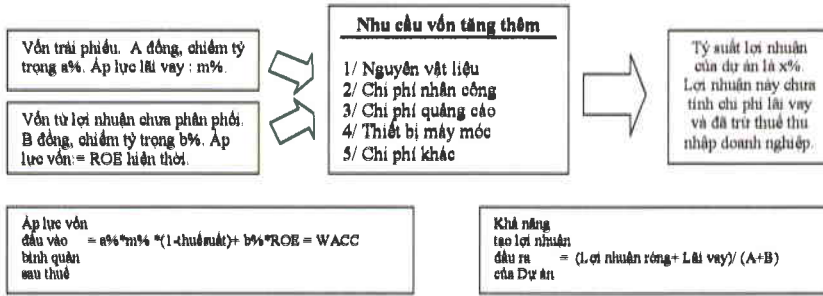 Vốn trái phiếu. A đồng, chiếm tỷ
trọng a%. Áp lực lãi vay : m%.
Vốn từ lợi nhuận chưa phân phối.
B đồng, chiếm tỷ trọng b%. Áp
lực vốn = ROE hiện thời.
Nhu cầu vốn tăng thêm
1/ Nguyên vật liệu
2/ Chi phí nhân công
3/ Chi phí quảng cáo
4/ Thiết bị máy móc
5/ Chi phí khác
Tỷ suất lợi nhuận
của dự án là x%.
Lợi nhuận này chưa
tính chi phí lãi vay
và đã trừ thuế thu
nhập doanh nghiệp.
Áp lực vốn
đầu vào = a%*m% *(1-thuế suất)+ b%*ROE = WACC
bình quân
sau thuế
Khả năng
tạo lợi nhuận
đầu ra = (Lợi nhuận ròng+ Lãi vay)/ (A+B)
của Dự án